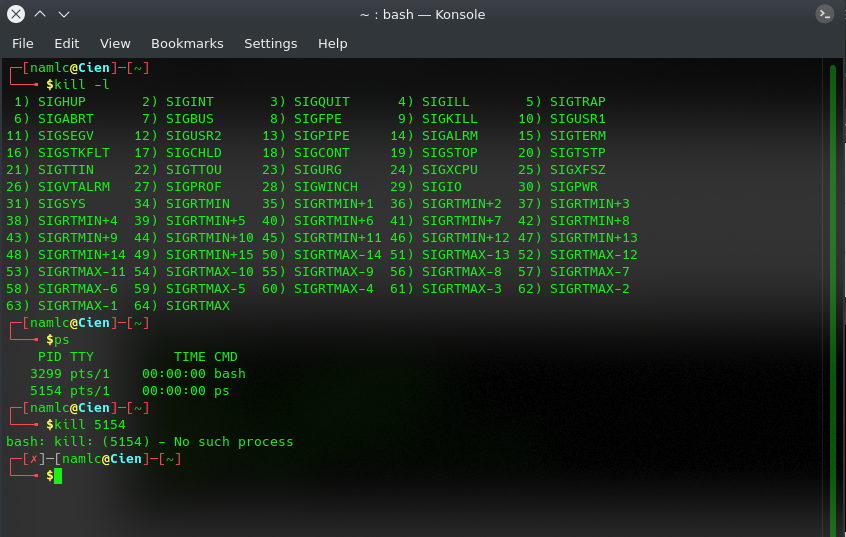 ~ : bash — Konsole
File Edit View Bookmarks Settings Help
┌─[namlc@Cien]─[~]
└──╼ $kill -l
 1) SIGHUP       2) SIGINT       3) SIGQUIT      4) SIGILL       5) SIGTRAP
 6) SIGABRT      7) SIGBUS       8) SIGFPE       9) SIGKILL     10) SIGUSR1
11) SIGSEGV     12) SIGUSR2     13) SIGPIPE     14) SIGALRM     15) SIGTERM
16) SIGSTKFLT   17) SIGCHLD     18) SIGCONT     19) SIGSTOP     20) SIGTSTP
21) SIGTTIN     22) SIGTTOU     23) SIGURG      24) SIGXCPU     25) SIGXFSZ
26) SIGVTALRM   27) SIGPROF     28) SIGWINCH    29) SIGIO       30) SIGPWR
31) SIGSYS      34) SIGRTMIN    35) SIGRTMIN+1  36) SIGRTMIN+2  37) SIGRTMIN+3
38) SIGRTMIN+4  39) SIGRTMIN+5  40) SIGRTMIN+6  41) SIGRTMIN+7  42) SIGRTMIN+8
43) SIGRTMIN+9  44) SIGRTMIN+10 45) SIGRTMIN+11 46) SIGRTMIN+12 47) SIGRTMIN+13
48) SIGRTMIN+14 49) SIGRTMIN+15 50) SIGRTMAX-14 51) SIGRTMAX-13 52) SIGRTMAX-12
53) SIGRTMAX-11 54) SIGRTMAX-10 55) SIGRTMAX-9  56) SIGRTMAX-8  57) SIGRTMAX-7
58) SIGRTMAX-6  59) SIGRTMAX-5  60) SIGRTMAX-4  61) SIGRTMAX-3  62) SIGRTMAX-2
63) SIGRTMAX-1  64) SIGRTMAX
┌─[namlc@Cien]─[~]
└──╼ $ps
    PID TTY          TIME CMD
   3299 pts/1    00:00:00 bash
   5154 pts/1    00:00:00 ps
┌─[namlc@Cien]─[~]
└──╼ $kill 5154
bash: kill: (5154) - No such process
┌─[✗]─[namlc@Cien]─[~]
└──╼ $